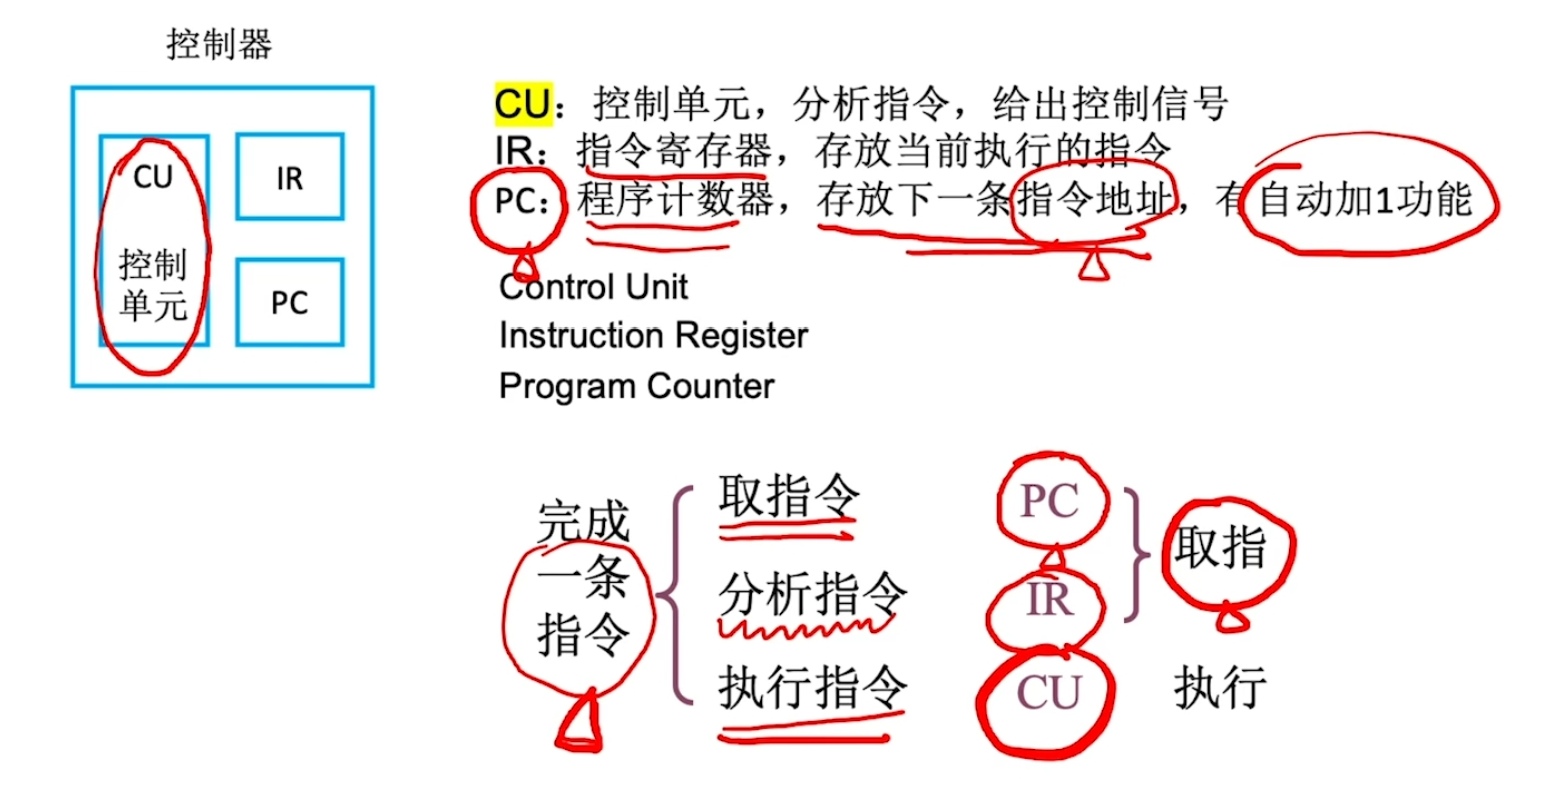 控制器
CU
控制
单元
IR
PC
CU：控制单元，分析指令，给出控制信号
IR：指令寄存器，存放当前执行的指令
PC：程序计数器，存放下一条指令地址，有自动加1功能
Control Unit
Instruction Register
Program Counter
完成
一条
指令
取指令
分析指令
执行指令
PC
IR
CU
取指
执行